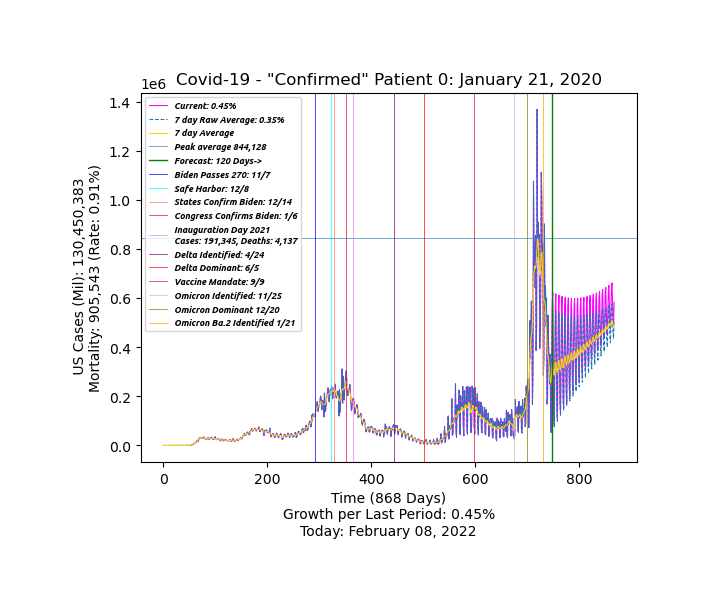 Covid-19 - "Confirmed" Patient 0: January 21, 2020
1e6
1.4
1.2
1.0
0.8
0.6
0.4
0.2
0.0
US Cases (Mil): 130,450,383
Mortality: 905,543 (Rate: 0.91%)
Current: 0.45%
7 day Raw Average: 0.35%
7 day Average
Peak average 844,128
Forecast: 120 Days->
Biden Passes 270: 11/7
Safe Harbor: 12/8
States Confirms Biden: 12/14
Congress Confirms Biden: 1/6
Inauguration Day 2021
Cases: 191,345, Deaths: 4,137
Delta Identified: 4/24
Delta Dominant: 6/5
Vaccine Mandate: 9/9
Omicron Identified: 11/25
Omicron Dominant 12/20
Omicron Ba.2 Identified 1/21
0 200 400 600 800
Time (868 Days)
Growth per Last Period: 0.45%
Today: February 08, 2022